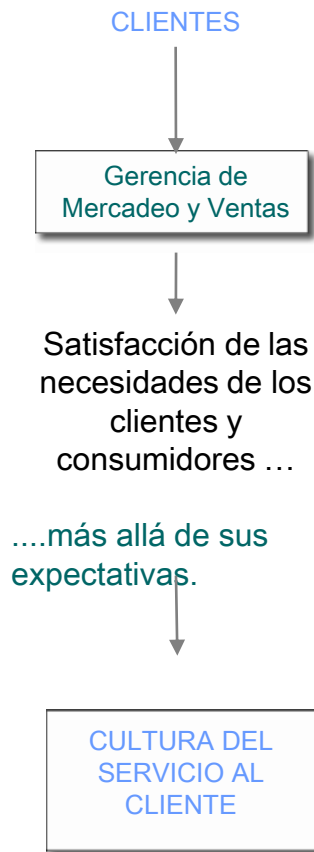 CLIENTES
Gerencia de
Mercadeo y Ventas
Satisfacción de las
necesidades de los
clientes y
consumidores …
....más allá de sus
expectativas.
CULTURA DEL
SERVICIO AL
CLIENTE